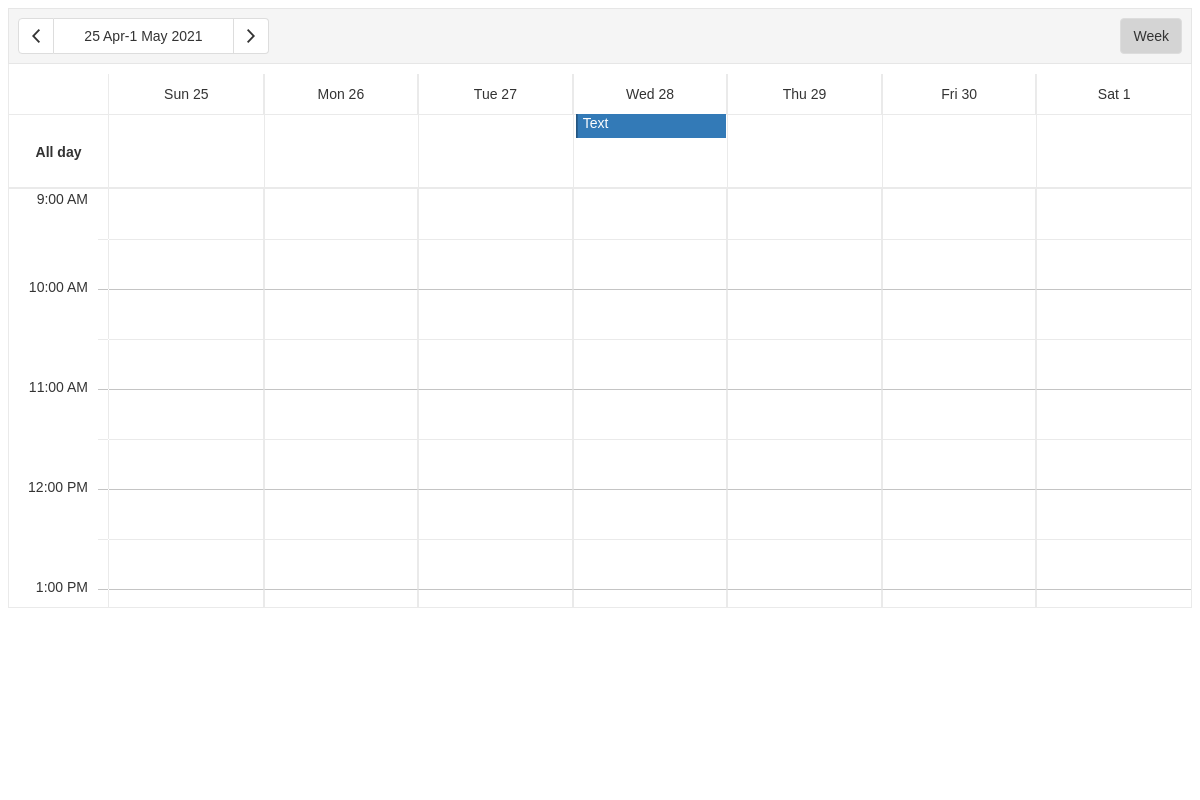 25 Apr-1 May 2021
Week
Sun 25
Mon 26
Tue 27
Wed 28
Thu 29
Fri 30
Sat 1
All day
Text
9:00 AM
10:00 AM
11:00 AM
12:00 PM
1:00 PM